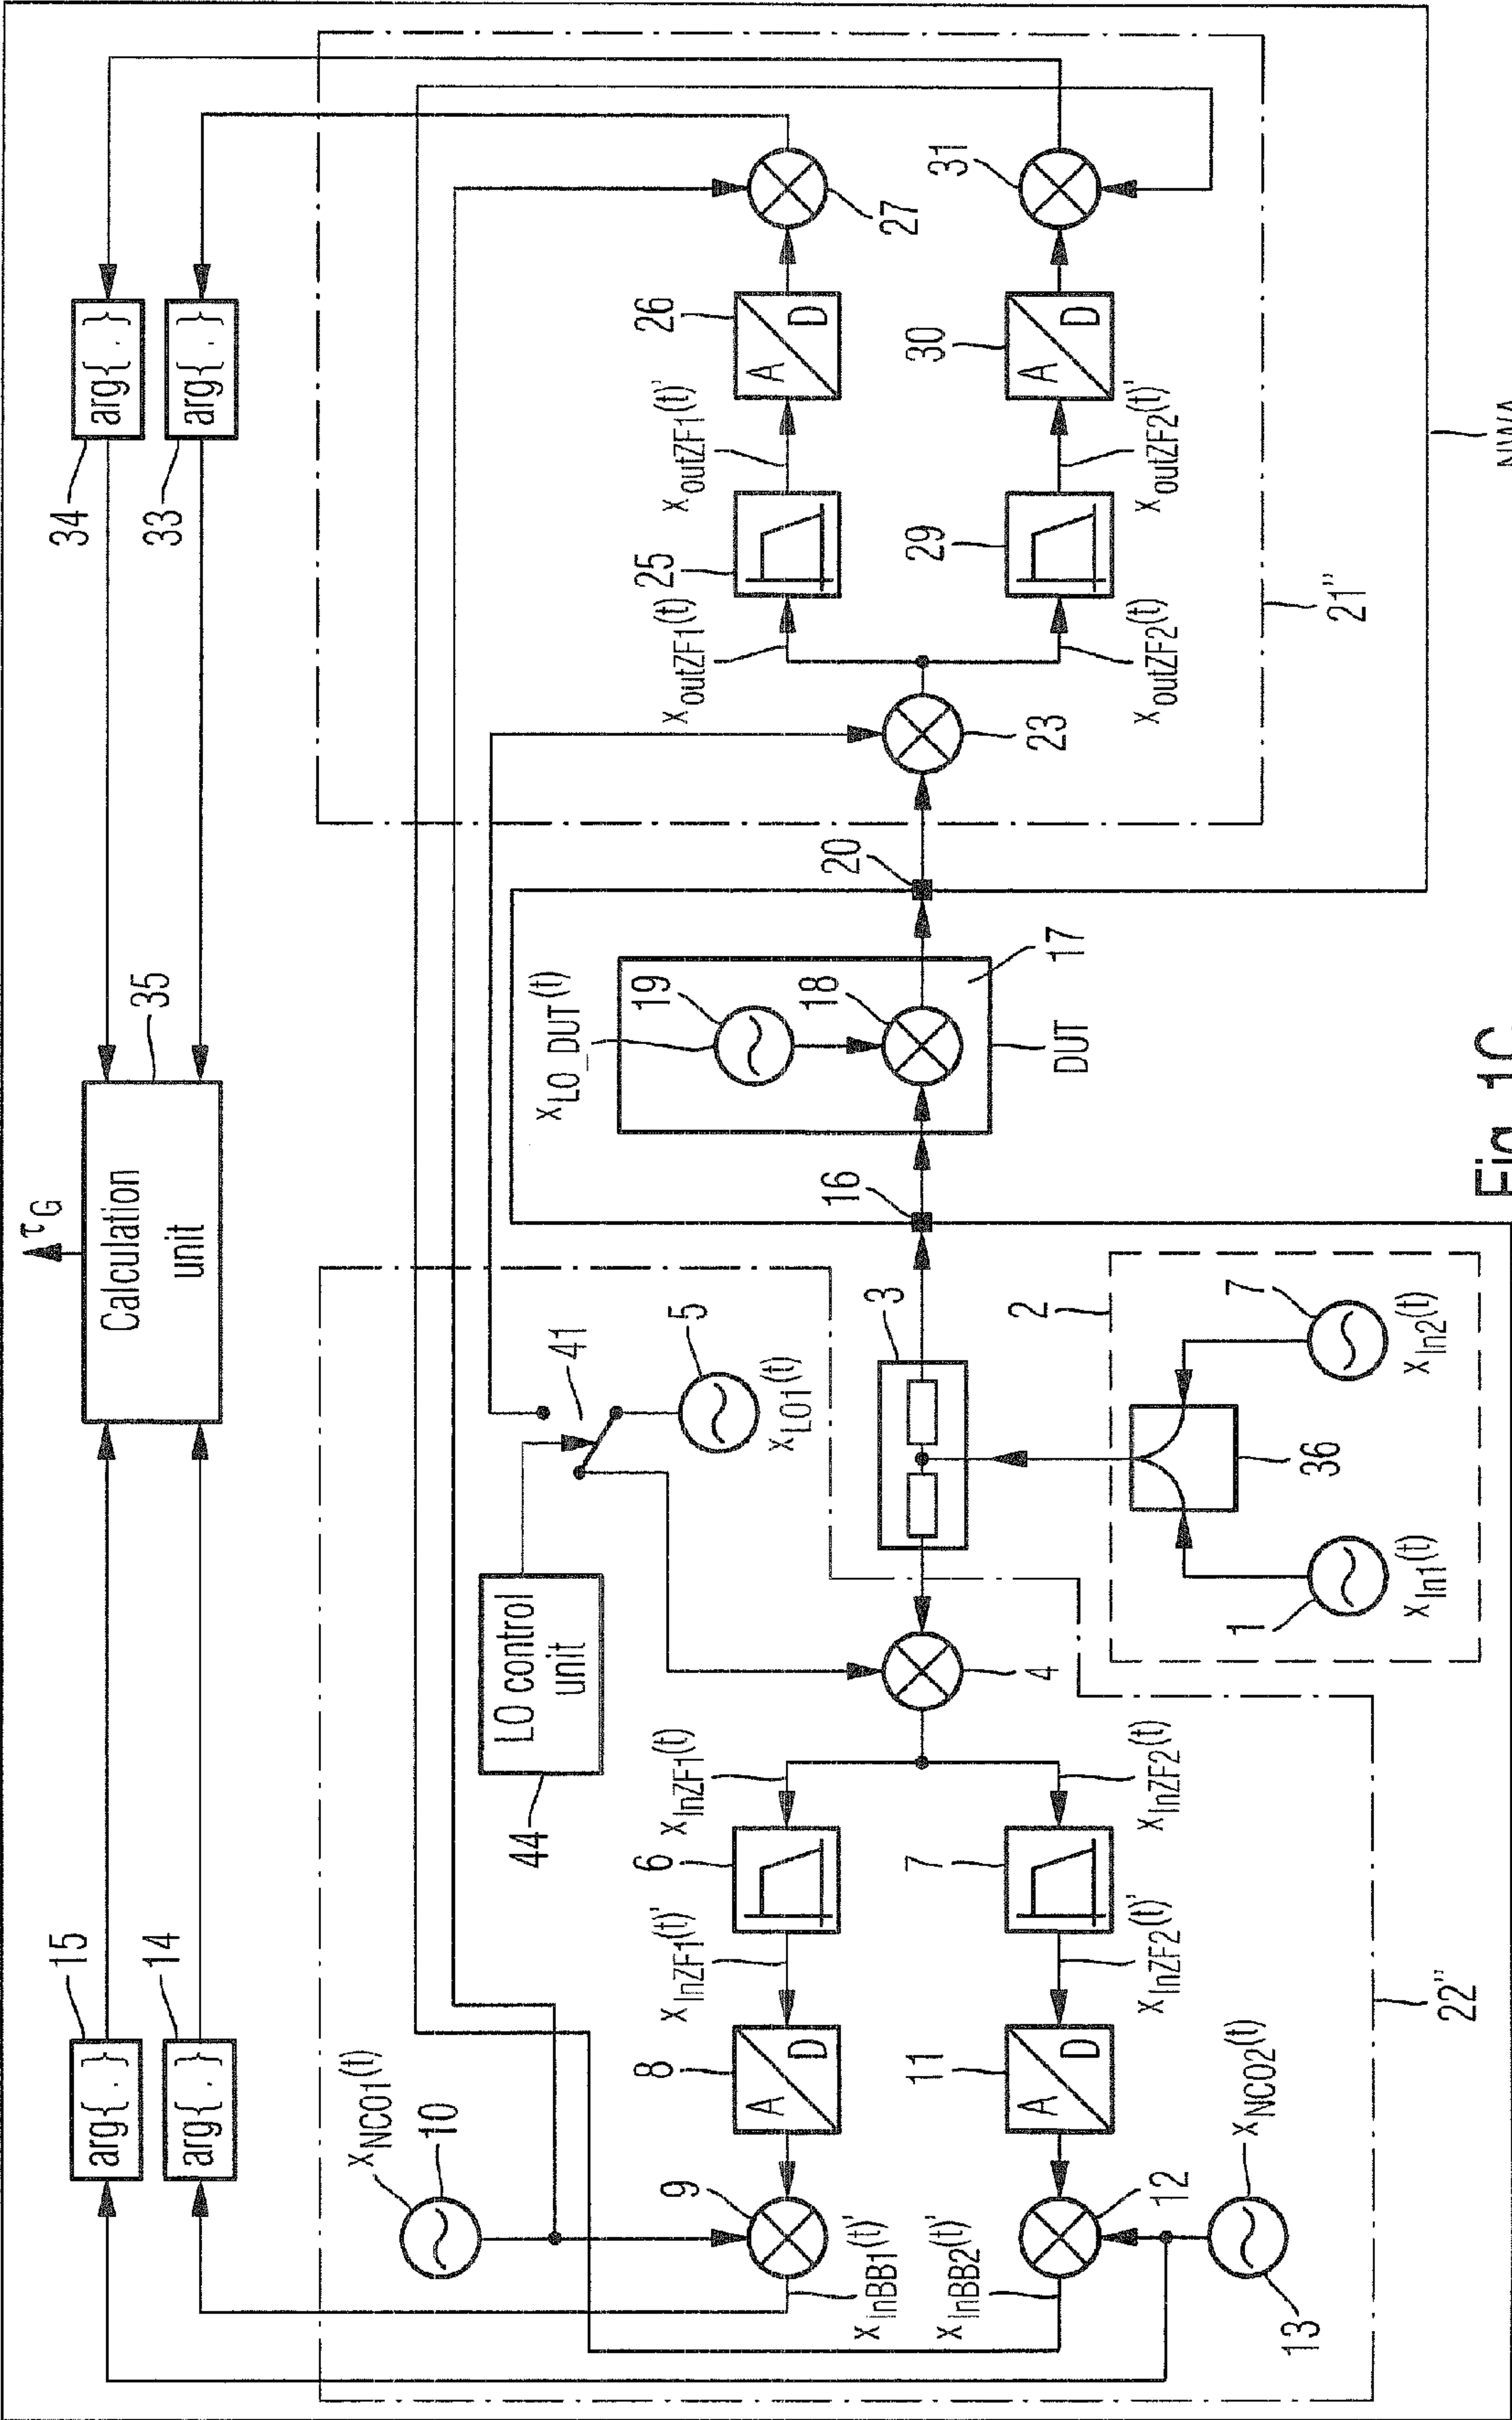 τG
Calculation
unit
35
34
arg{ . }
33
arg{ . }
15
arg{ . }
14
arg{ . }
xNCO1(t)
10
LO control
unit
44
41
5
xLO1(t)
9
xInBB1(t)'
8
A
D
xInZF1(t)'
6
xInZF1(t)
xInBB2(t)'
12
11
A
D
xInZF2(t)'
7
xInZF2(t)
13
xNCO2(t)
22''
4
3
2
1
xIn1(t)
36
7
xIn2(t)
16
xLO_DUT(t)
19
18
17
DUT
20
23
xoutZF1(t)
25
xoutZF1(t)'
26
A
D
27
xoutZF2(t)
29
xoutZF2(t)'
30
A
D
31
21''
NWA
Fig. 1C